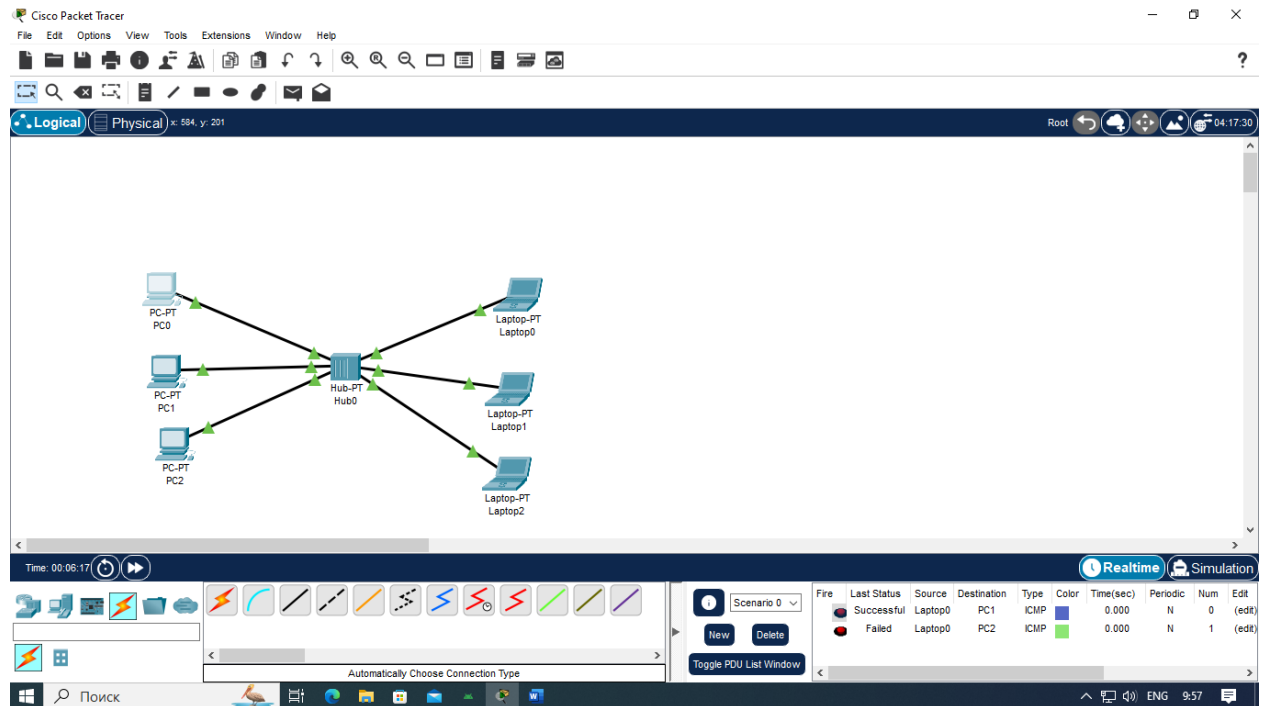 Cisco Packet Tracer
File Edit Options View Tools Extensions Window Help
?
Logical Physical x: 584, y: 201 Root 04:17:30
PC-PT
PC0
Laptop-PT
Laptop0
PC-PT
PC1
Hub-PT
Hub0
Laptop-PT
Laptop1
PC-PT
PC2
Laptop-PT
Laptop2
Time: 00:06:17 Realtime Simulation
Scenario 0
New Delete
Toggle PDU List Window
Fire Last Status Source Destination Type Color Time(sec) Periodic Num Edit
Successful Laptop0 PC1 ICMP 0.000 N 0 (edit)
Failed Laptop0 PC2 ICMP 0.000 N 1 (edit)
Automatically Choose Connection Type
Поиск ENG 9:57